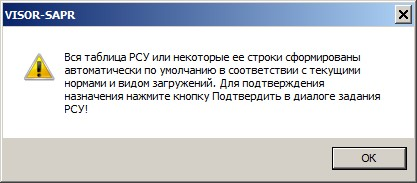 VISOR-SAPR
Вся таблица РСУ или некоторые ее строки сформированы
автоматически по умолчанию в соответствии с текущими
нормами и видом загружений. Для подтверждения
назначения нажмите кнопку Подтвердить в диалоге задания
РСУ!
OK